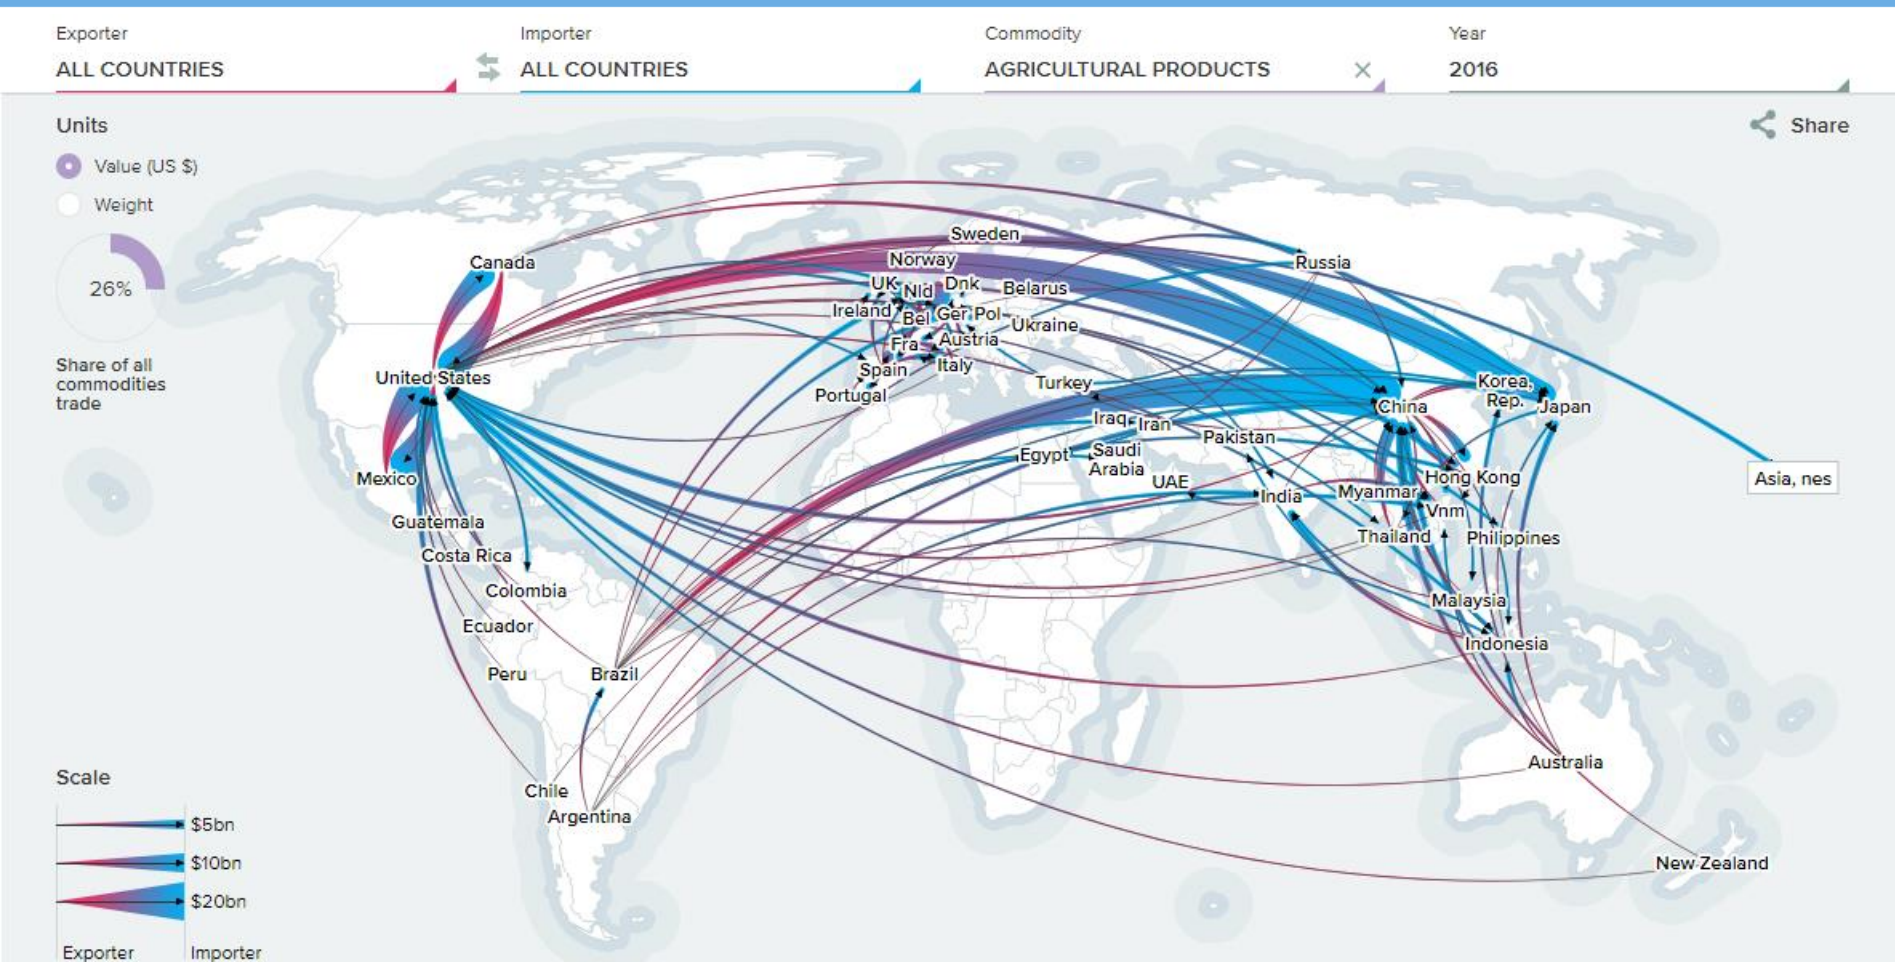 Exporter
ALL COUNTRIES
Importer
ALL COUNTRIES
Commodity
AGRICULTURAL PRODUCTS
Year
2016
Units
Value (US $)
Weight
26%
Share of all
commodities
trade
Share
Canada
United States
Mexico
Guatemala
Costa Rica
Colombia
Ecuador
Peru
Brazil
Chile
Argentina
Sweden
Norway
UK
Nld
Dnk
Belarus
Ireland
Bel
Ger
Pol
Ukraine
Fra
Austria
Spain
Italy
Portugal
Turkey
Russia
Iraq
Iran
Egypt
Saudi
Arabia
UAE
Pakistan
India
China
Korea,
Rep.
Japan
Hong Kong
Myanmar
Vnm
Thailand
Philippines
Malaysia
Indonesia
Asia, nes
Australia
New Zealand
Scale
$5bn
$10bn
$20bn
Exporter
Importer